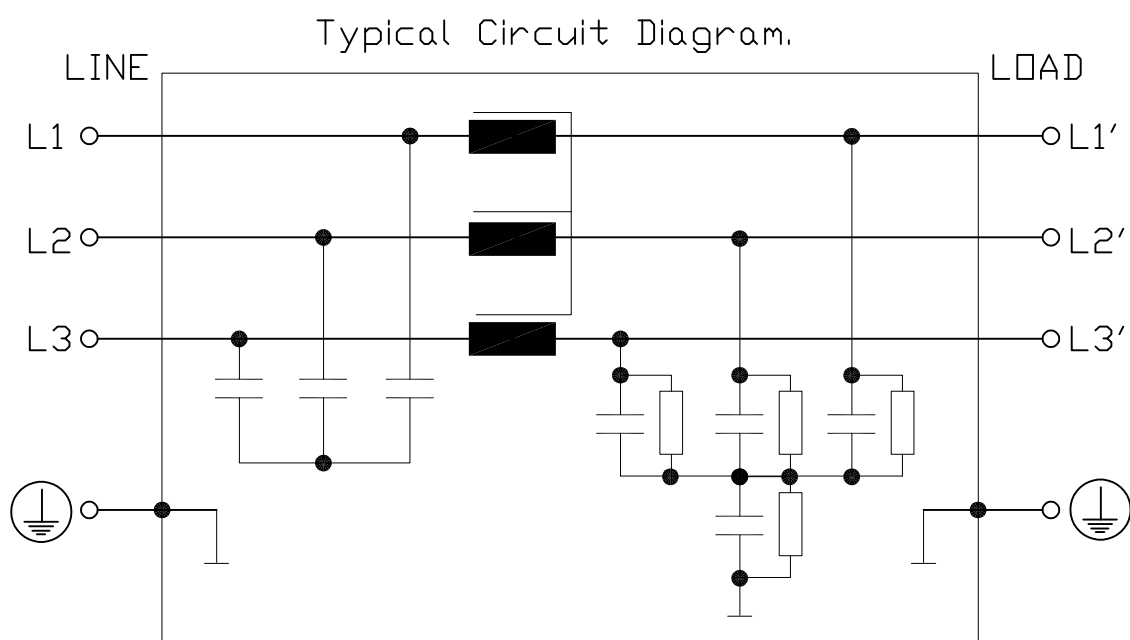 Typical Circuit Diagram.
LINE
LOAD
L1
L1′
L2
L2′
L3
L3′